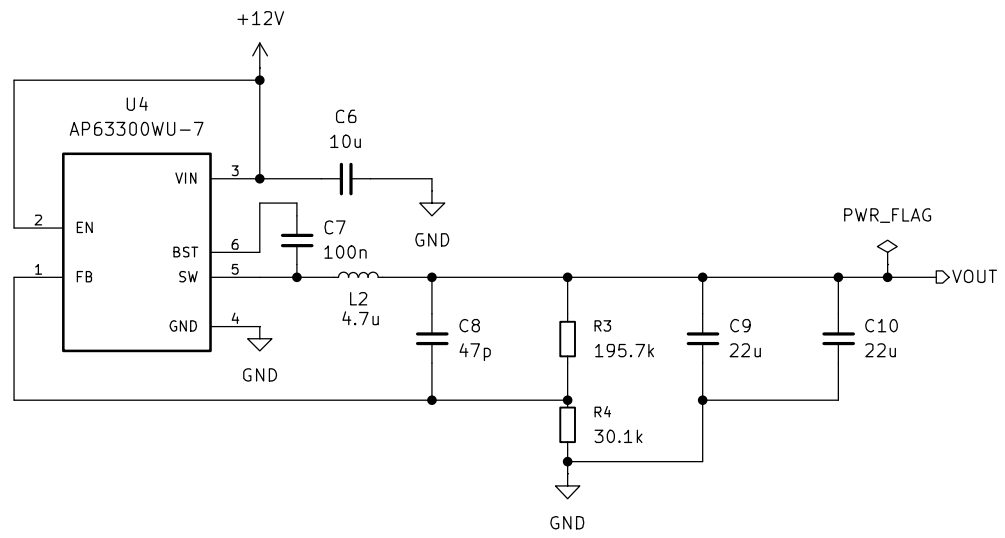 +12V
U4
AP63300WU-7
C6
10u
VIN
3
2
EN
GND
PWR_FLAG
BST
6
C7
100n
1
FB
SW
5
VOUT
L2
4.7u
GND
4
GND
C8
47p
R3
195.7k
C9
22u
C10
22u
R4
30.1k
GND